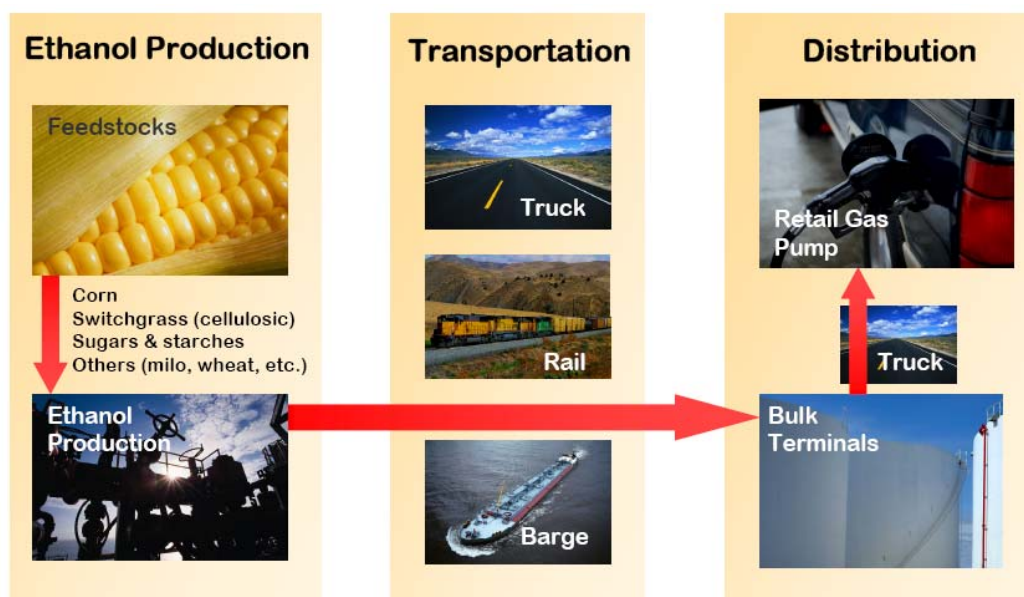 Ethanol Production
Feedstocks
Corn
Switchgrass (cellulosic)
Sugars & starches
Others (milo, wheat, etc.)
Ethanol
Production
Transportation
Truck
Rail
Barge
Distribution
Retail Gas
Pump
Truck
Bulk
Terminals